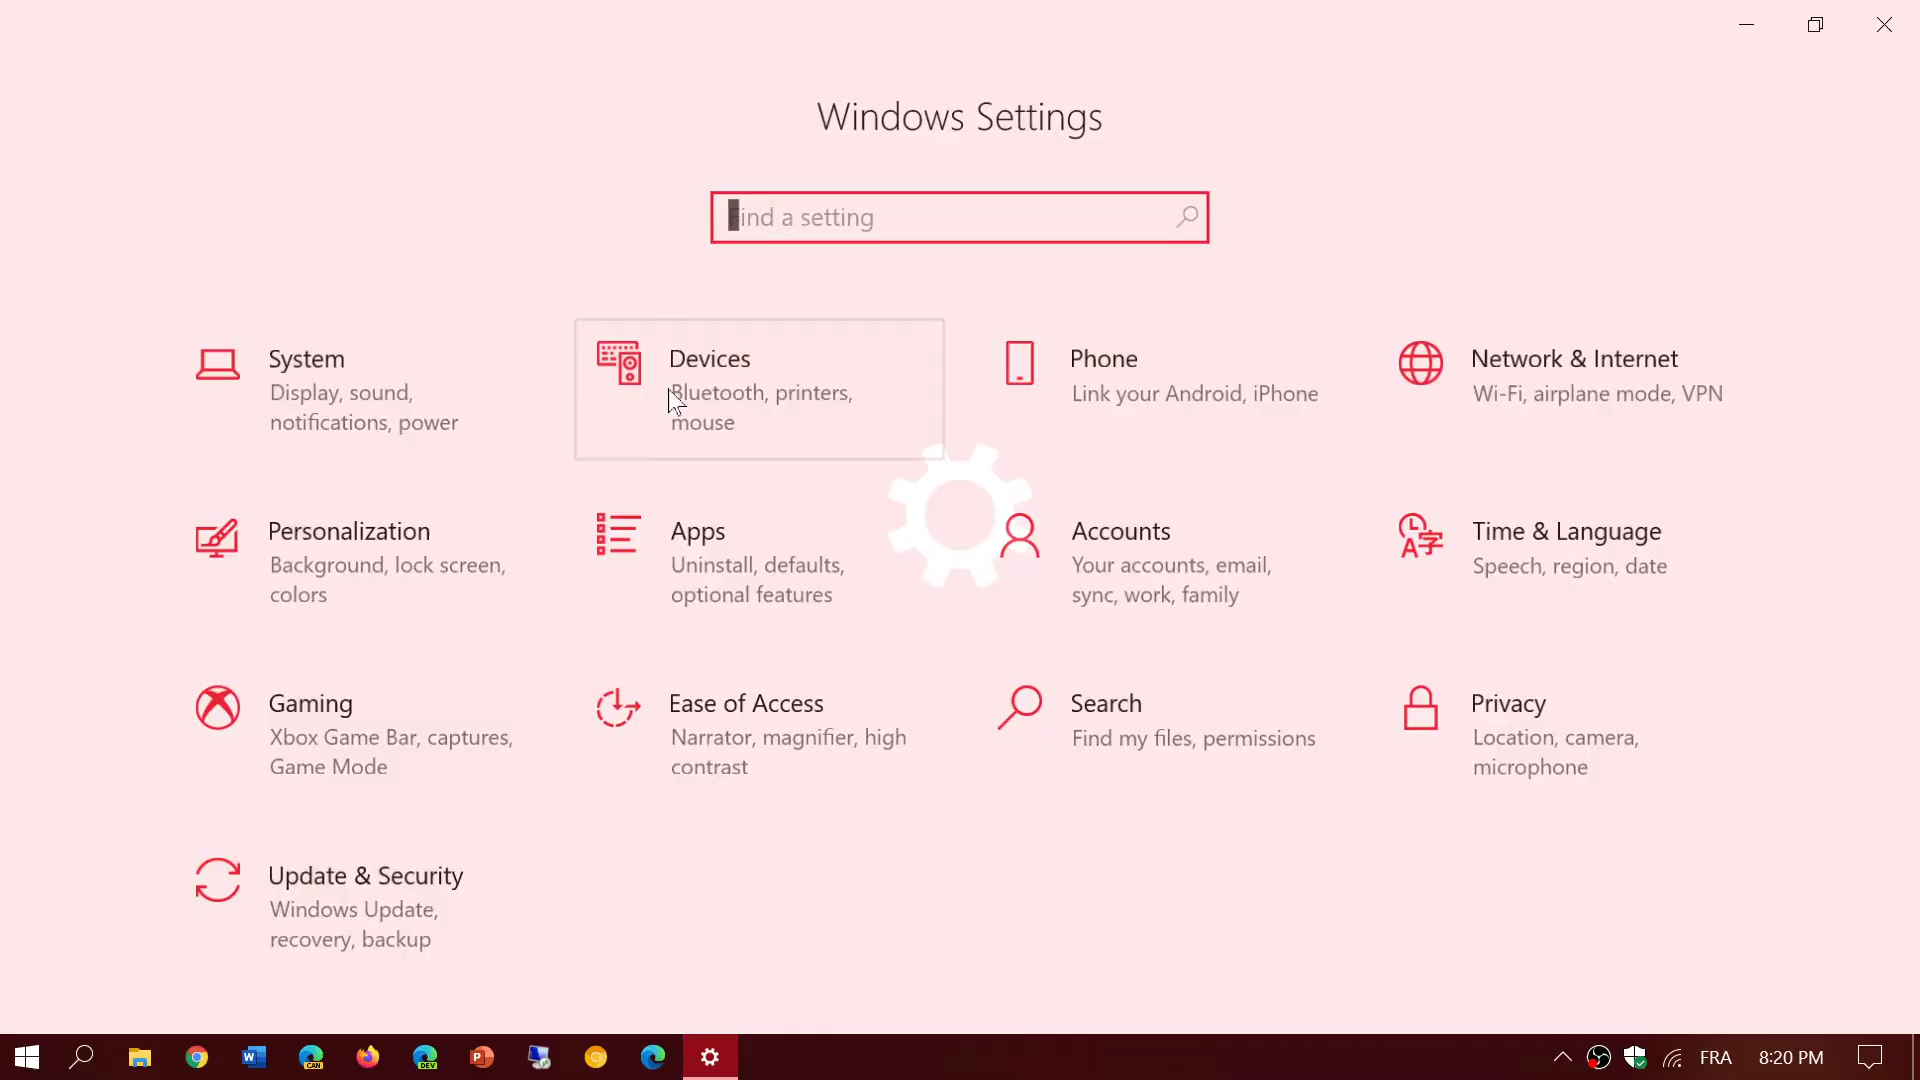 Windows Settings
Find a setting
System
Display, sound,
notifications, power
Devices
Bluetooth, printers,
mouse
Phone
Link your Android, iPhone
Network & Internet
Wi-Fi, airplane mode, VPN
Personalization
Background, lock screen,
colors
Apps
Uninstall, defaults,
optional features
Accounts
Your accounts, email,
sync, work, family
Time & Language
Speech, region, date
Gaming
Xbox Game Bar, captures,
Game Mode
Ease of Access
Narrator, magnifier, high
contrast
Search
Find my files, permissions
Privacy
Location, camera,
microphone
Update & Security
Windows Update,
recovery, backup
W
CAN
DEV
P
FRA
8:20 PM